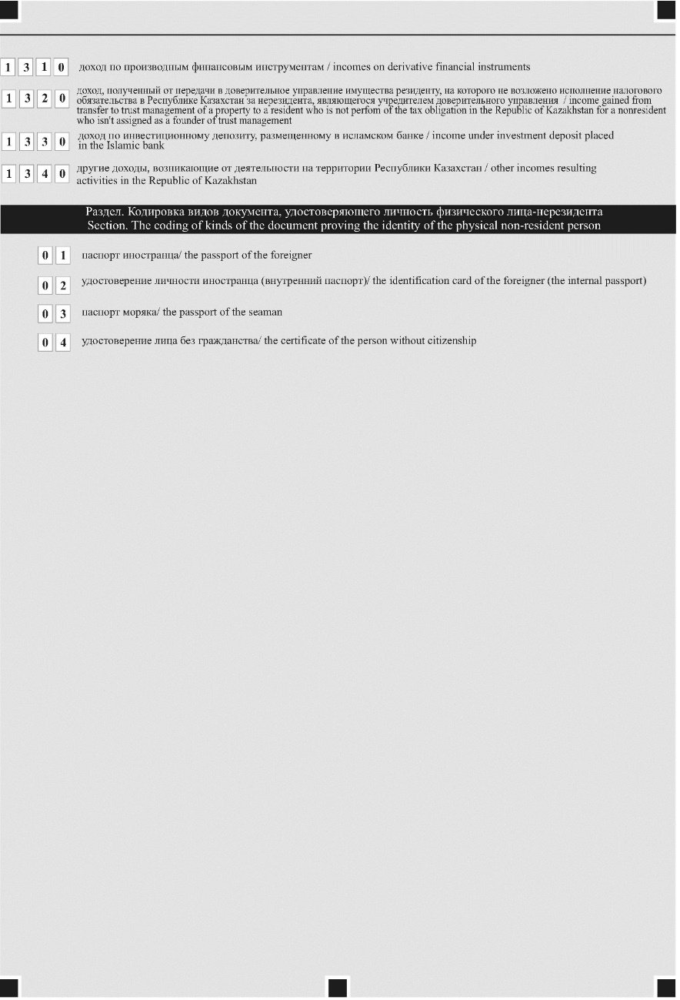 1 3 1 0 доход по производным финансовым инструментам / incomes on derivative financial instruments
1 3 2 0 доход, полученный от передачи в доверительное управление имущества резиденту, на которого не возложено исполнение налогового
обязательства в Республике Казахстан за нерезидента, являющегося учредителем доверительного управления / income gained from
transfer to trust management of a property to a resident who is not perfom of the tax obligation in the Republic of Kazakhstan for a nonresident
who isn't assigned as a founder of trust management
1 3 3 0 доход по инвестиционному депозиту, размещенному в исламском банке / income under investment deposit placed
in the Islamic bank
1 3 4 0 другие доходы, возникающие от деятельности на территории Республики Казахстан / other incomes resulting
activities in the Republic of Kazakhstan
Раздел. Кодировка видов документа, удостоверяющего личность физического лица-нерезидента
Section. The coding of kinds of the document proving the identity of the physical non-resident person
0 1 паспорт иностранца/ the passport of the foreigner
0 2 удостоверение личности иностранца (внутренний паспорт)/ the identification card of the foreigner (the internal passport)
0 3 паспорт моряка/ the passport of the seaman
0 4 удостоверение лица без гражданства/ the certificate of the person without citizenship